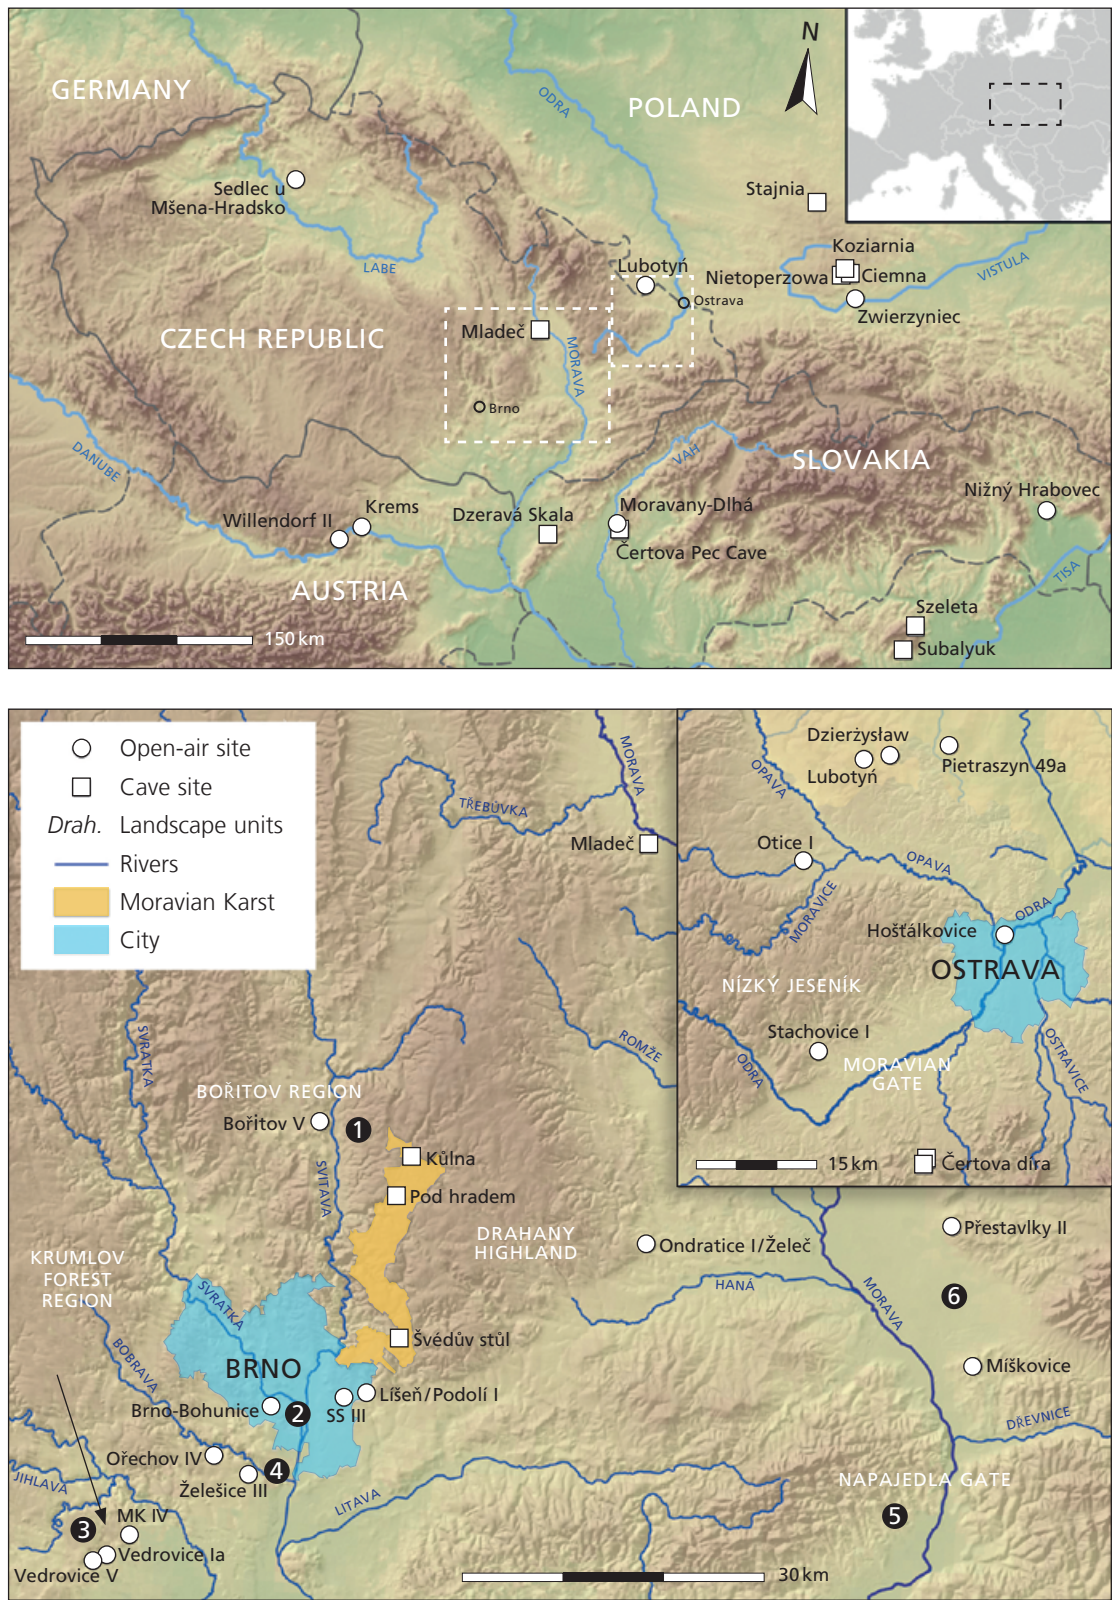 N
GERMANY
POLAND
ODRA
Stajnia
Sedlec u
Mšena-Hradsko
LABE
Koziarnia
Lubotyń
Nietoperzowa
Ciemna
VISTULA
Ostrava
Zwierzyniec
CZECH REPUBLIC
Mladeč
MORAVA
Brno
DANUBE
VAH
SLOVAKIA
Nižný Hrabovec
Krems
Willendorf II
Dzeravá Skala
Moravany-Dlhá
Čertova Pec Cave
TISA
AUSTRIA
Szeleta
Subalyuk
150 km
Open-air site
Cave site
Drah. Landscape units
Rivers
Moravian Karst
City
MORAVA
TŘEBŮVKA
Mladeč
Dzierżysław
Lubotyń
Pietraszyn 49a
OPAVA
Otice I
OPAVA
MORAVICE
ODRA
Hošťálkovice
OSTRAVA
NÍZKÝ JESENÍK
Stachovice I
ODRA
MORAVIAN
GATE
OSTRAVICE
15 km
Čertova díra
SVRATKA
ROMŽE
BOŘITOV REGION
Bořitov V
1
Kůlna
SVITAVA
Pod hradem
DRAHANY
HIGHLAND
Ondratice I/Želeč
Přestavlky II
KRUMLOV
FOREST
REGION
SVRATKA
HANÁ
MORAVA
6
BOBRAVA
Švédův stůl
BRNO
Míškovice
Líšeň/Podolí I
Brno-Bohunice
2
SS III
DŘEVNICE
Ořechov IV
4
Želešice III
JIHLAVA
LITAVA
NAPAJEDLA GATE
5
MK IV
3
Vedrovice Ia
Vedrovice V
30 km